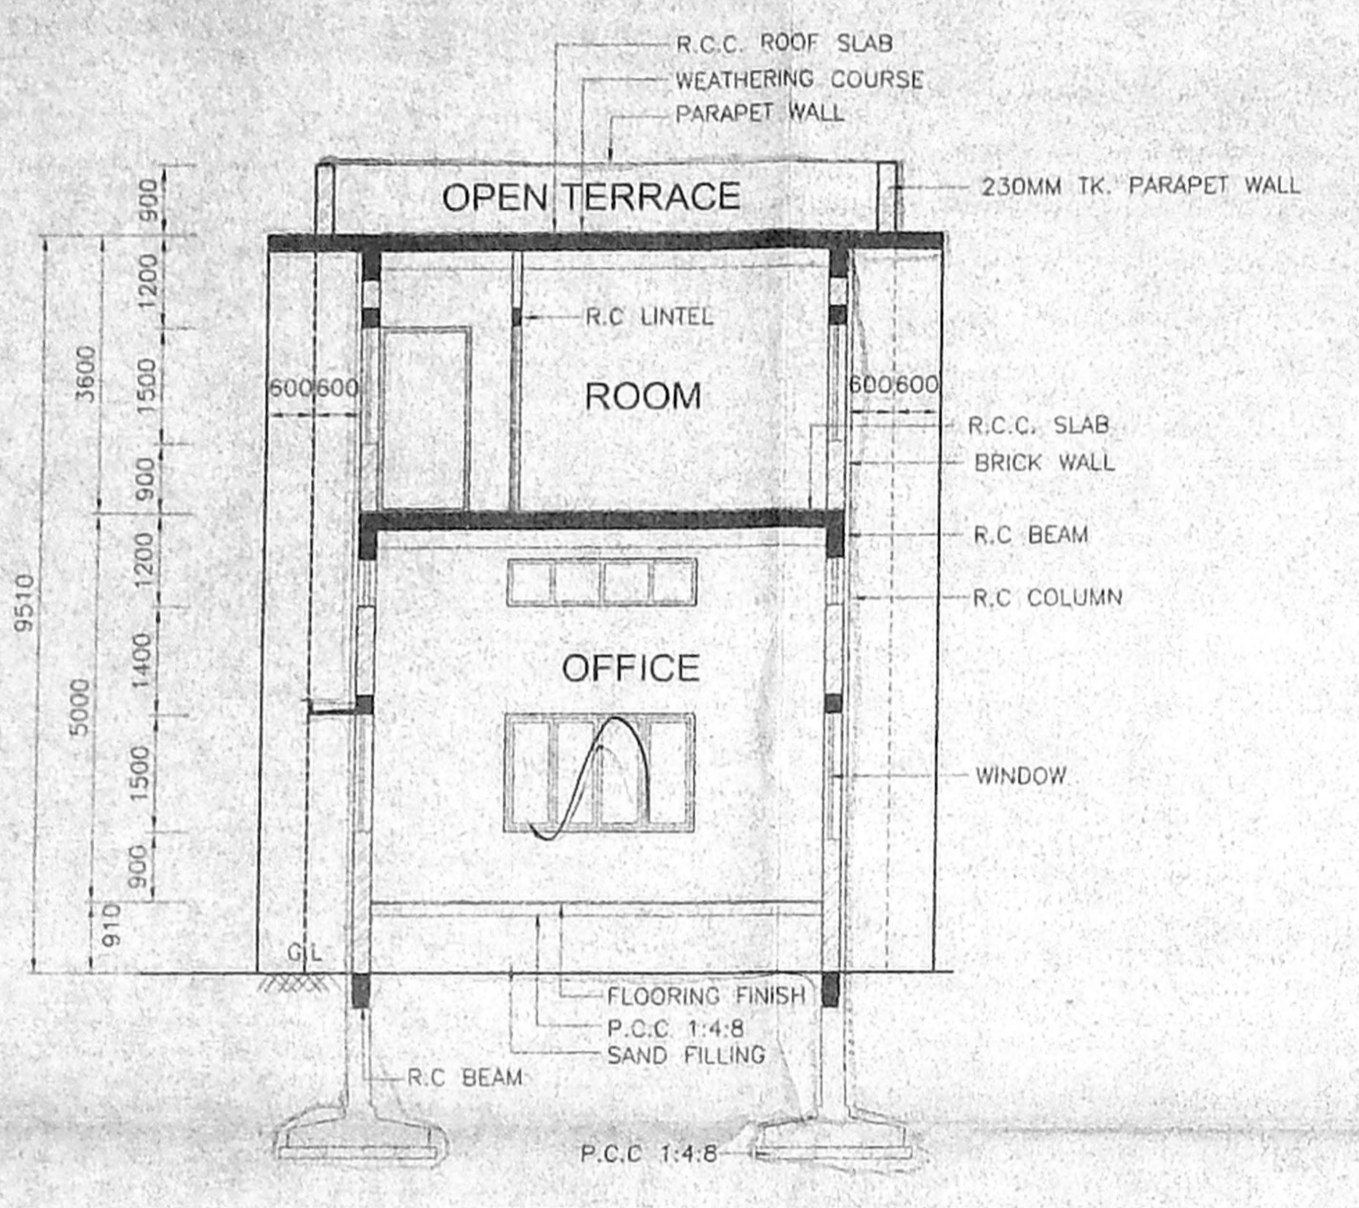 R.C.C. ROOF SLAB
WEATHERING COURSE
PARAPET WALL
OPEN TERRACE
230MM TK. PARAPET WALL
900
1200
R.C LINTEL
3600
1500
600 600
ROOM
600 600
R.C.C. SLAB
BRICK WALL
900
R.C BEAM
1200
9510
R.C COLUMN
OFFICE
1400
5000
1500
WINDOW
900
910
G L
FLOORING FINISH
P.C.C 1:4:8
SAND FILLING
R.C BEAM
P.C.C 1:4:8